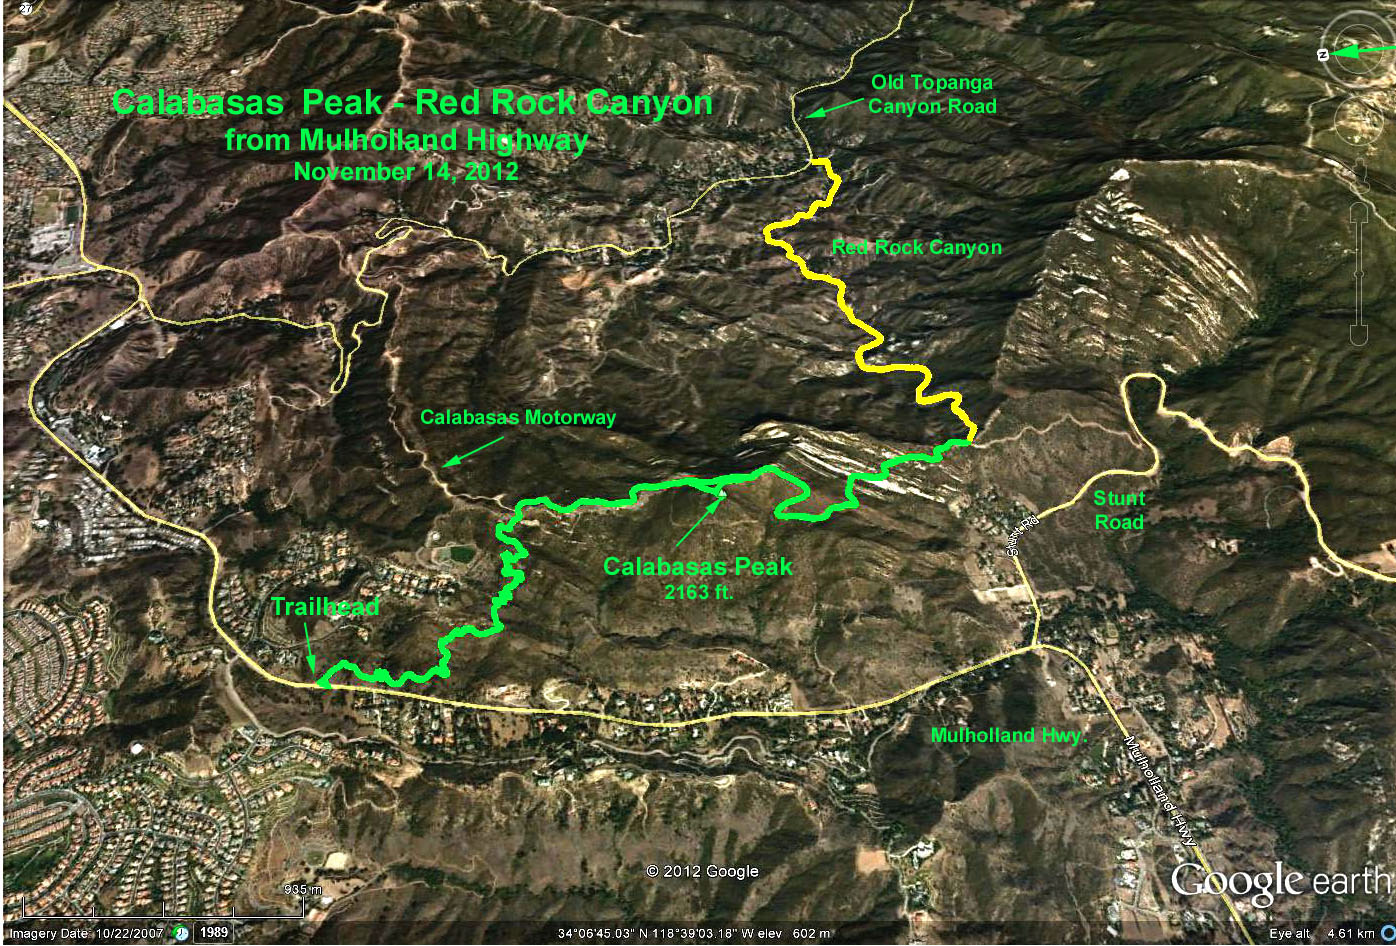 27
N
Old Topanga
Canyon Road
Calabasas Peak - Red Rock Canyon
from Mulholland Highway
November 14, 2012
Red Rock Canyon
Calabasas Motorway
Stunt
Road
Stunt Rd
Calabasas Peak
2163 ft.
Trailhead
Mulholland Hwy.
Mulholland Hwy
© 2012 Google
Google earth
935 m
Imagery Date: 10/22/2007 1989 34°06'45.03" N 118°39'03.18" W elev 602 m Eye alt 4.61 km